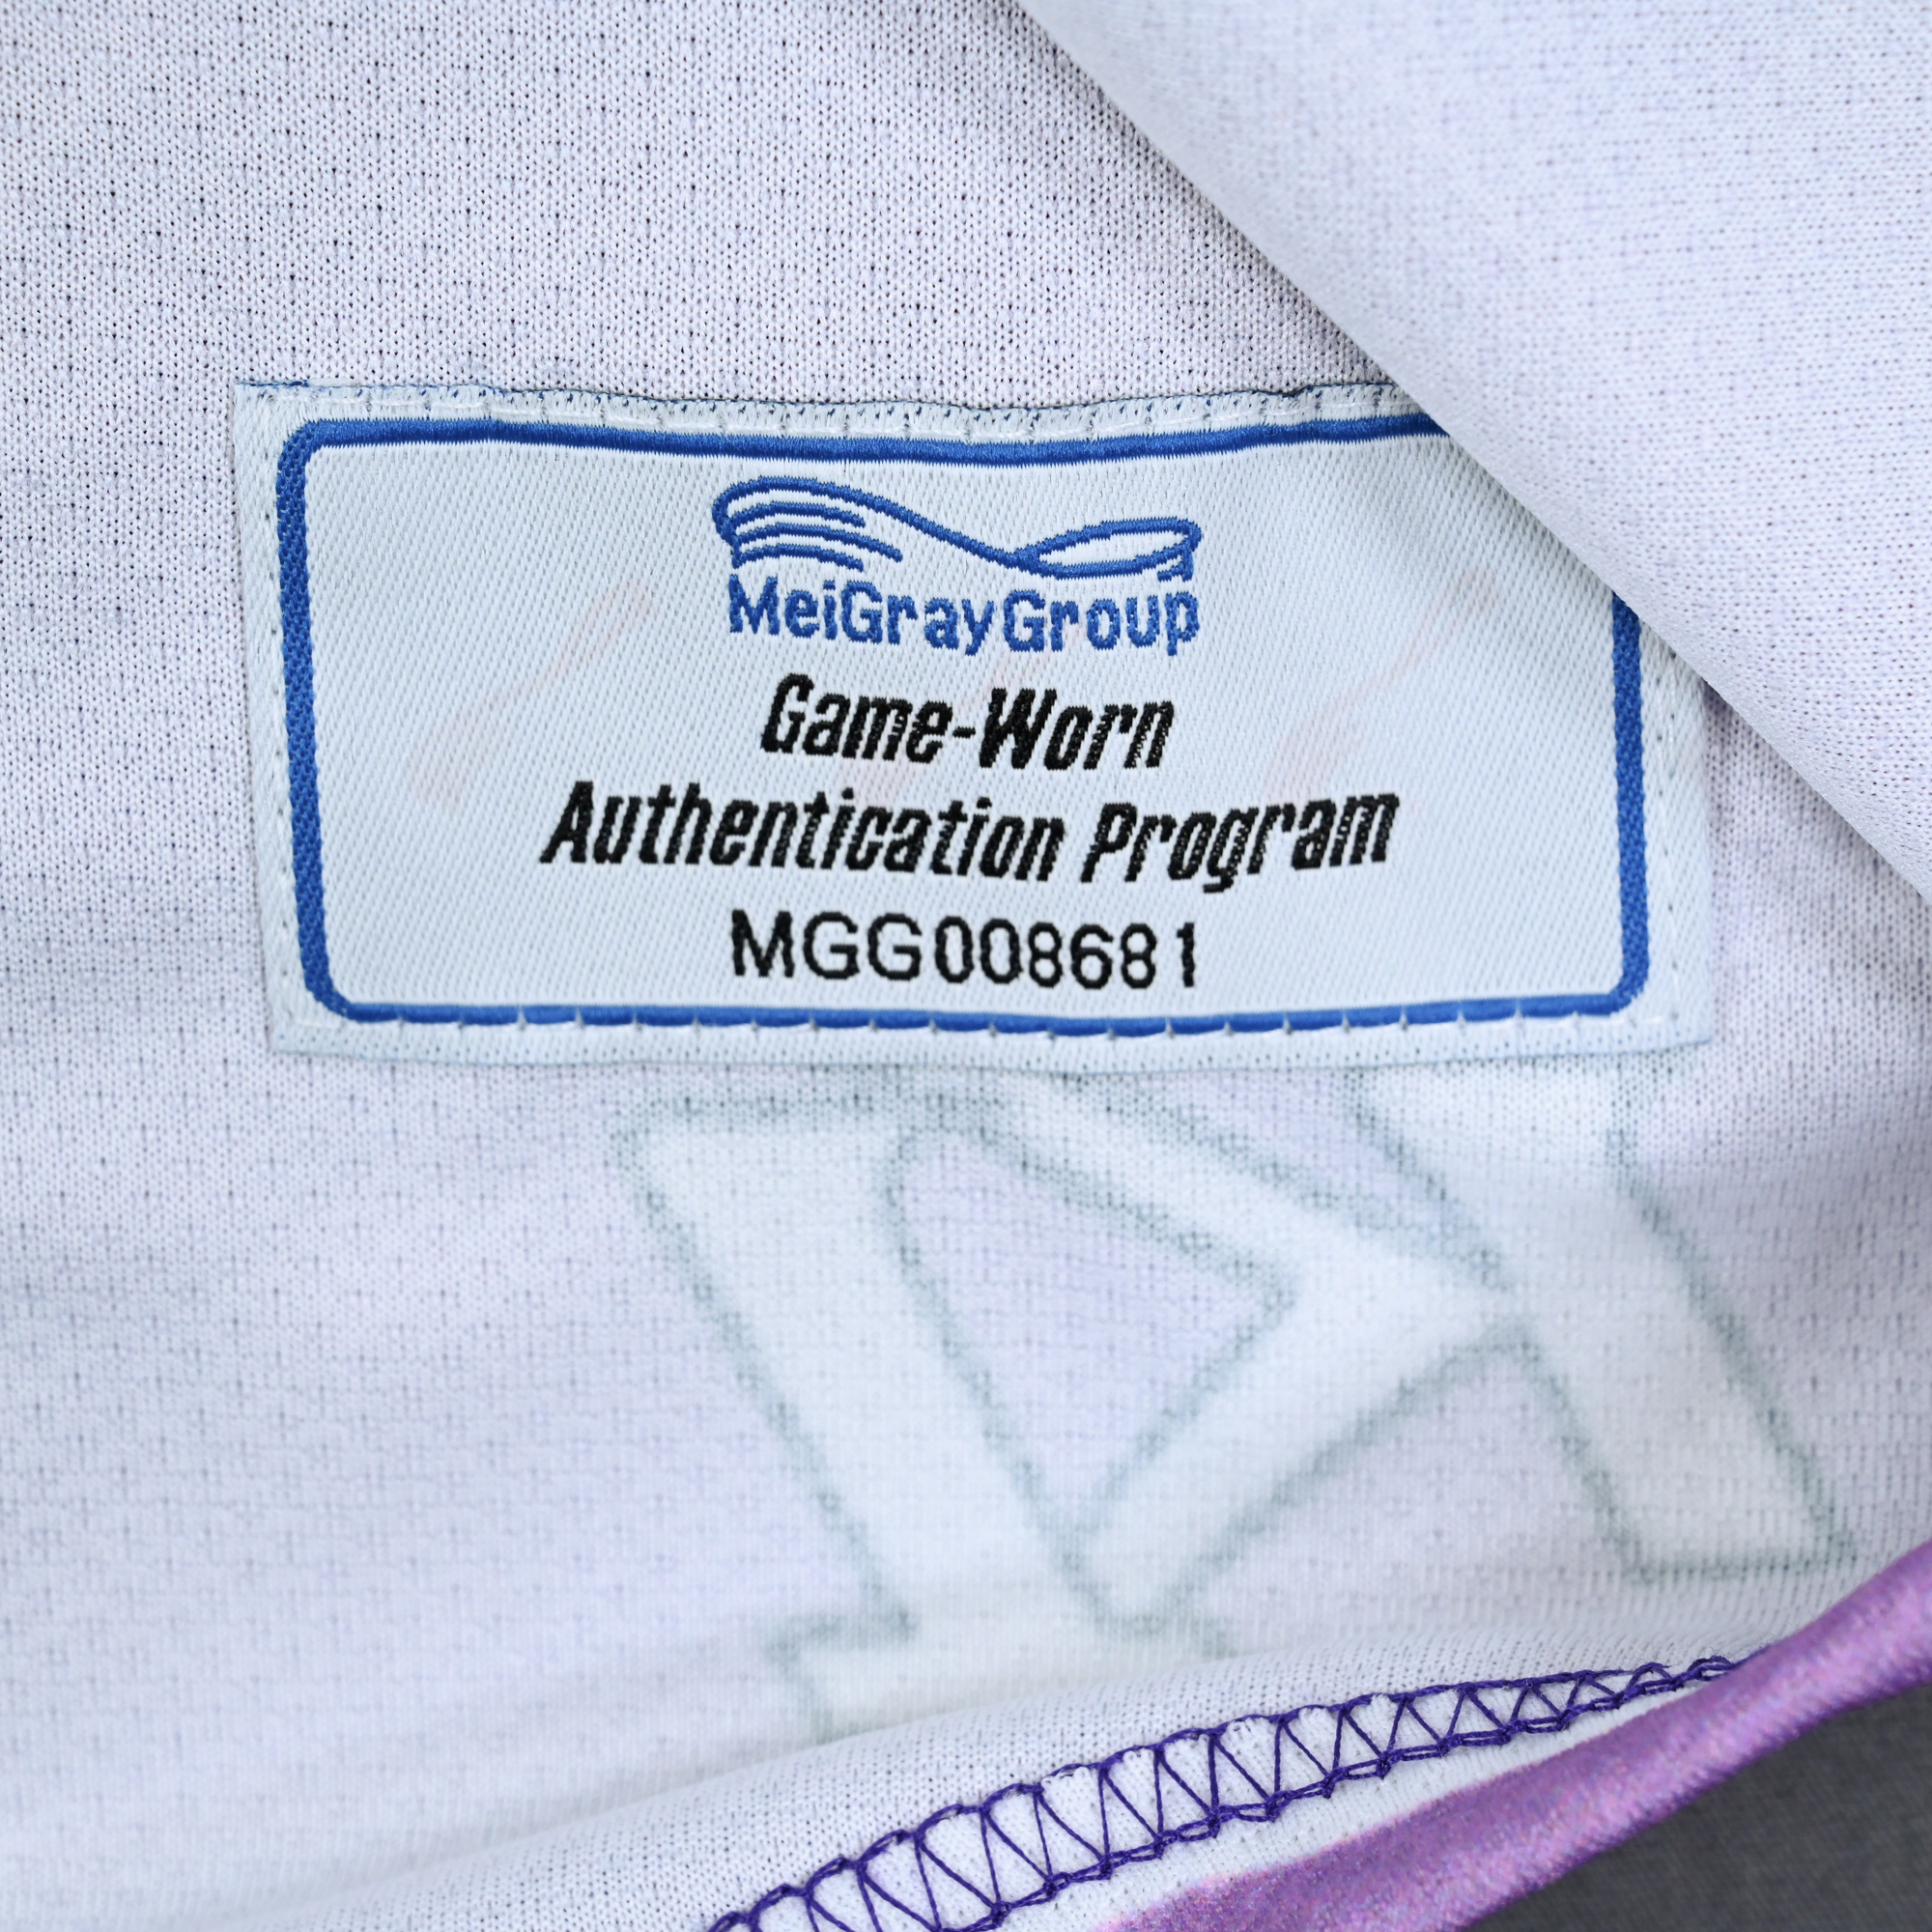 MeiGrayGroup
Game-Worn
Authentication Program
MGG008681